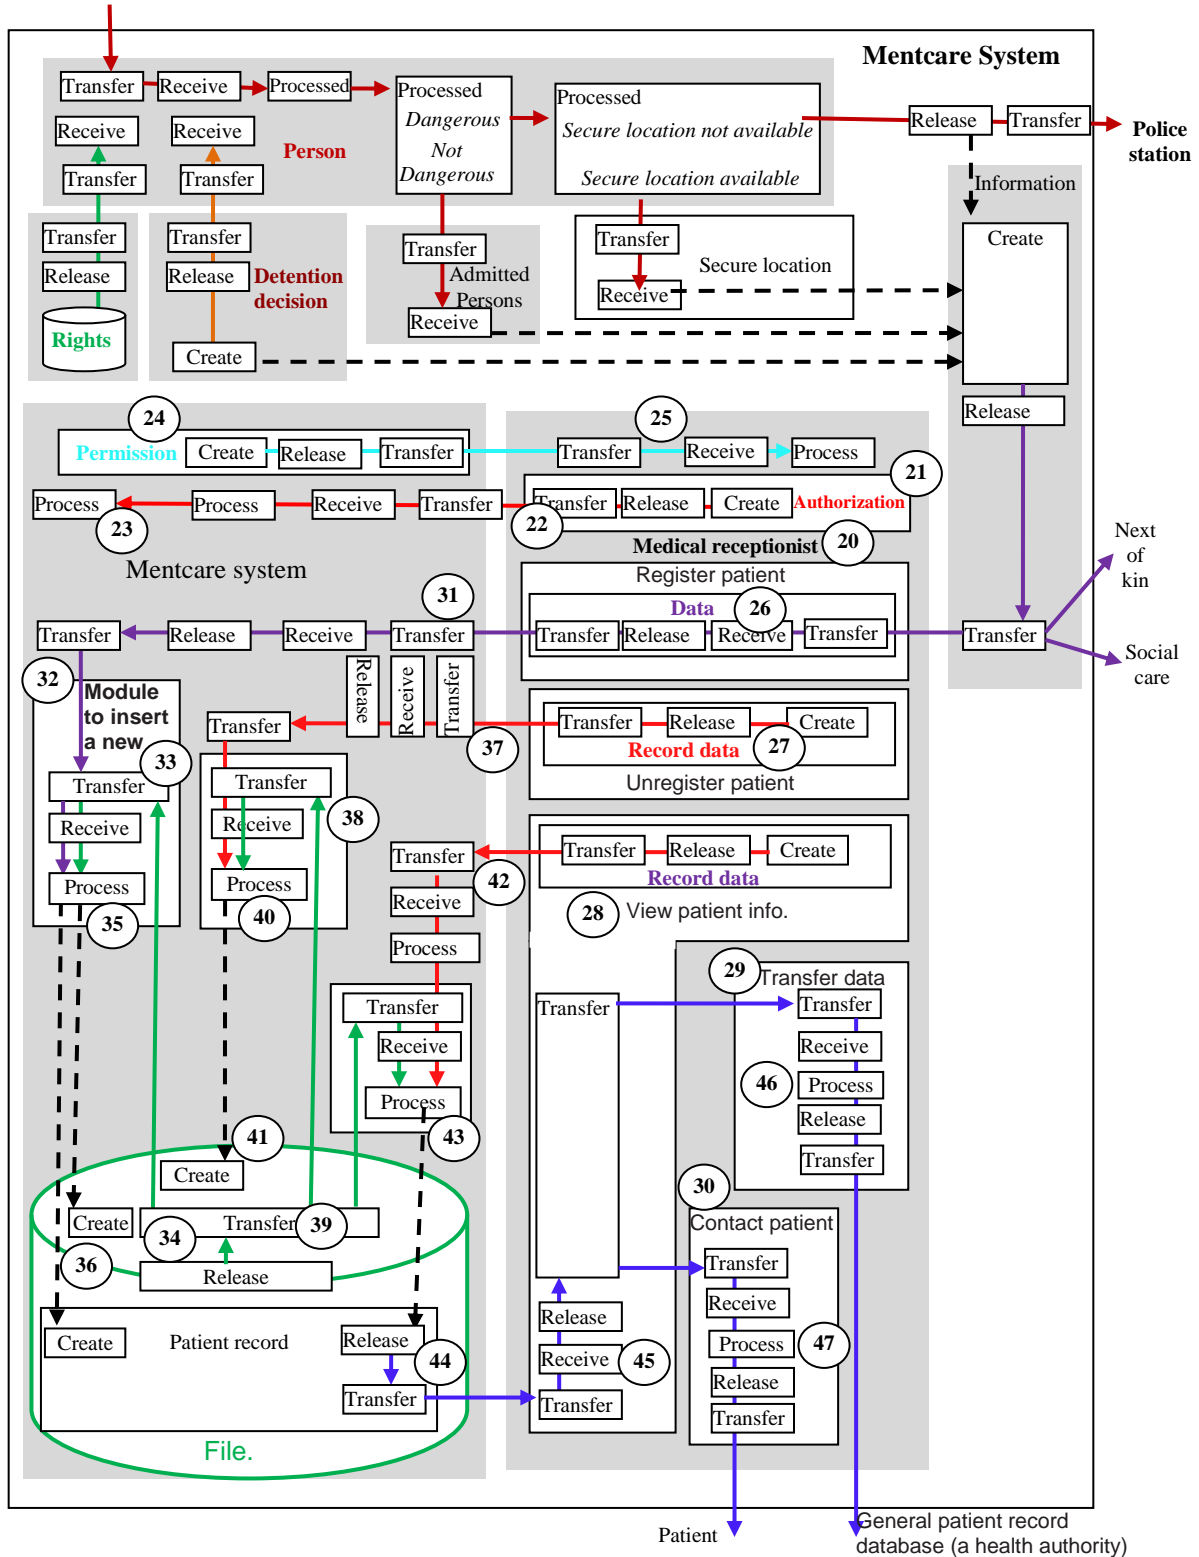 Mentcare System
Transfer
Receive
Processed
Processed
Dangerous
Not
Dangerous
Processed
Secure location not available
Secure location available
Release
Transfer
Police
station
Receive
Receive
Person
Transfer
Transfer
Information
Create
Transfer
Release
Rights
Transfer
Release
Detention
decision
Create
Transfer
Admitted
Persons
Receive
Transfer
Secure location
Receive
Release
24
Permission
Create
Release
Transfer
25
Transfer
Receive
Process
21
Process
Process
Receive
Transfer
Transfer
Release
Create
Authorization
23
22
20
Medical receptionist
Mentcare system
Register patient
Next
of
kin
31
Data
26
Transfer
Release
Receive
Transfer
Transfer
Release
Receive
Transfer
Transfer
Social
care
32
Module
to insert
a new
Release
Receive
Transfer
Transfer
37
Transfer
Release
Create
Record data
27
Unregister patient
33
Transfer
Receive
Process
35
Transfer
Receive
38
Process
40
Transfer
42
Receive
Process
Transfer
Release
Create
Record data
28
View patient info.
29
Transfer data
Transfer
Receive
46
Process
Release
Transfer
Transfer
Transfer
Receive
Process
43
41
Create
Create
Transfer
39
34
36
Release
30
Contact patient
Transfer
Receive
Process
47
Release
Transfer
Create
Patient record
Release
44
Transfer
Release
Receive
45
Transfer
File.
Patient
General patient record
database (a health authority)